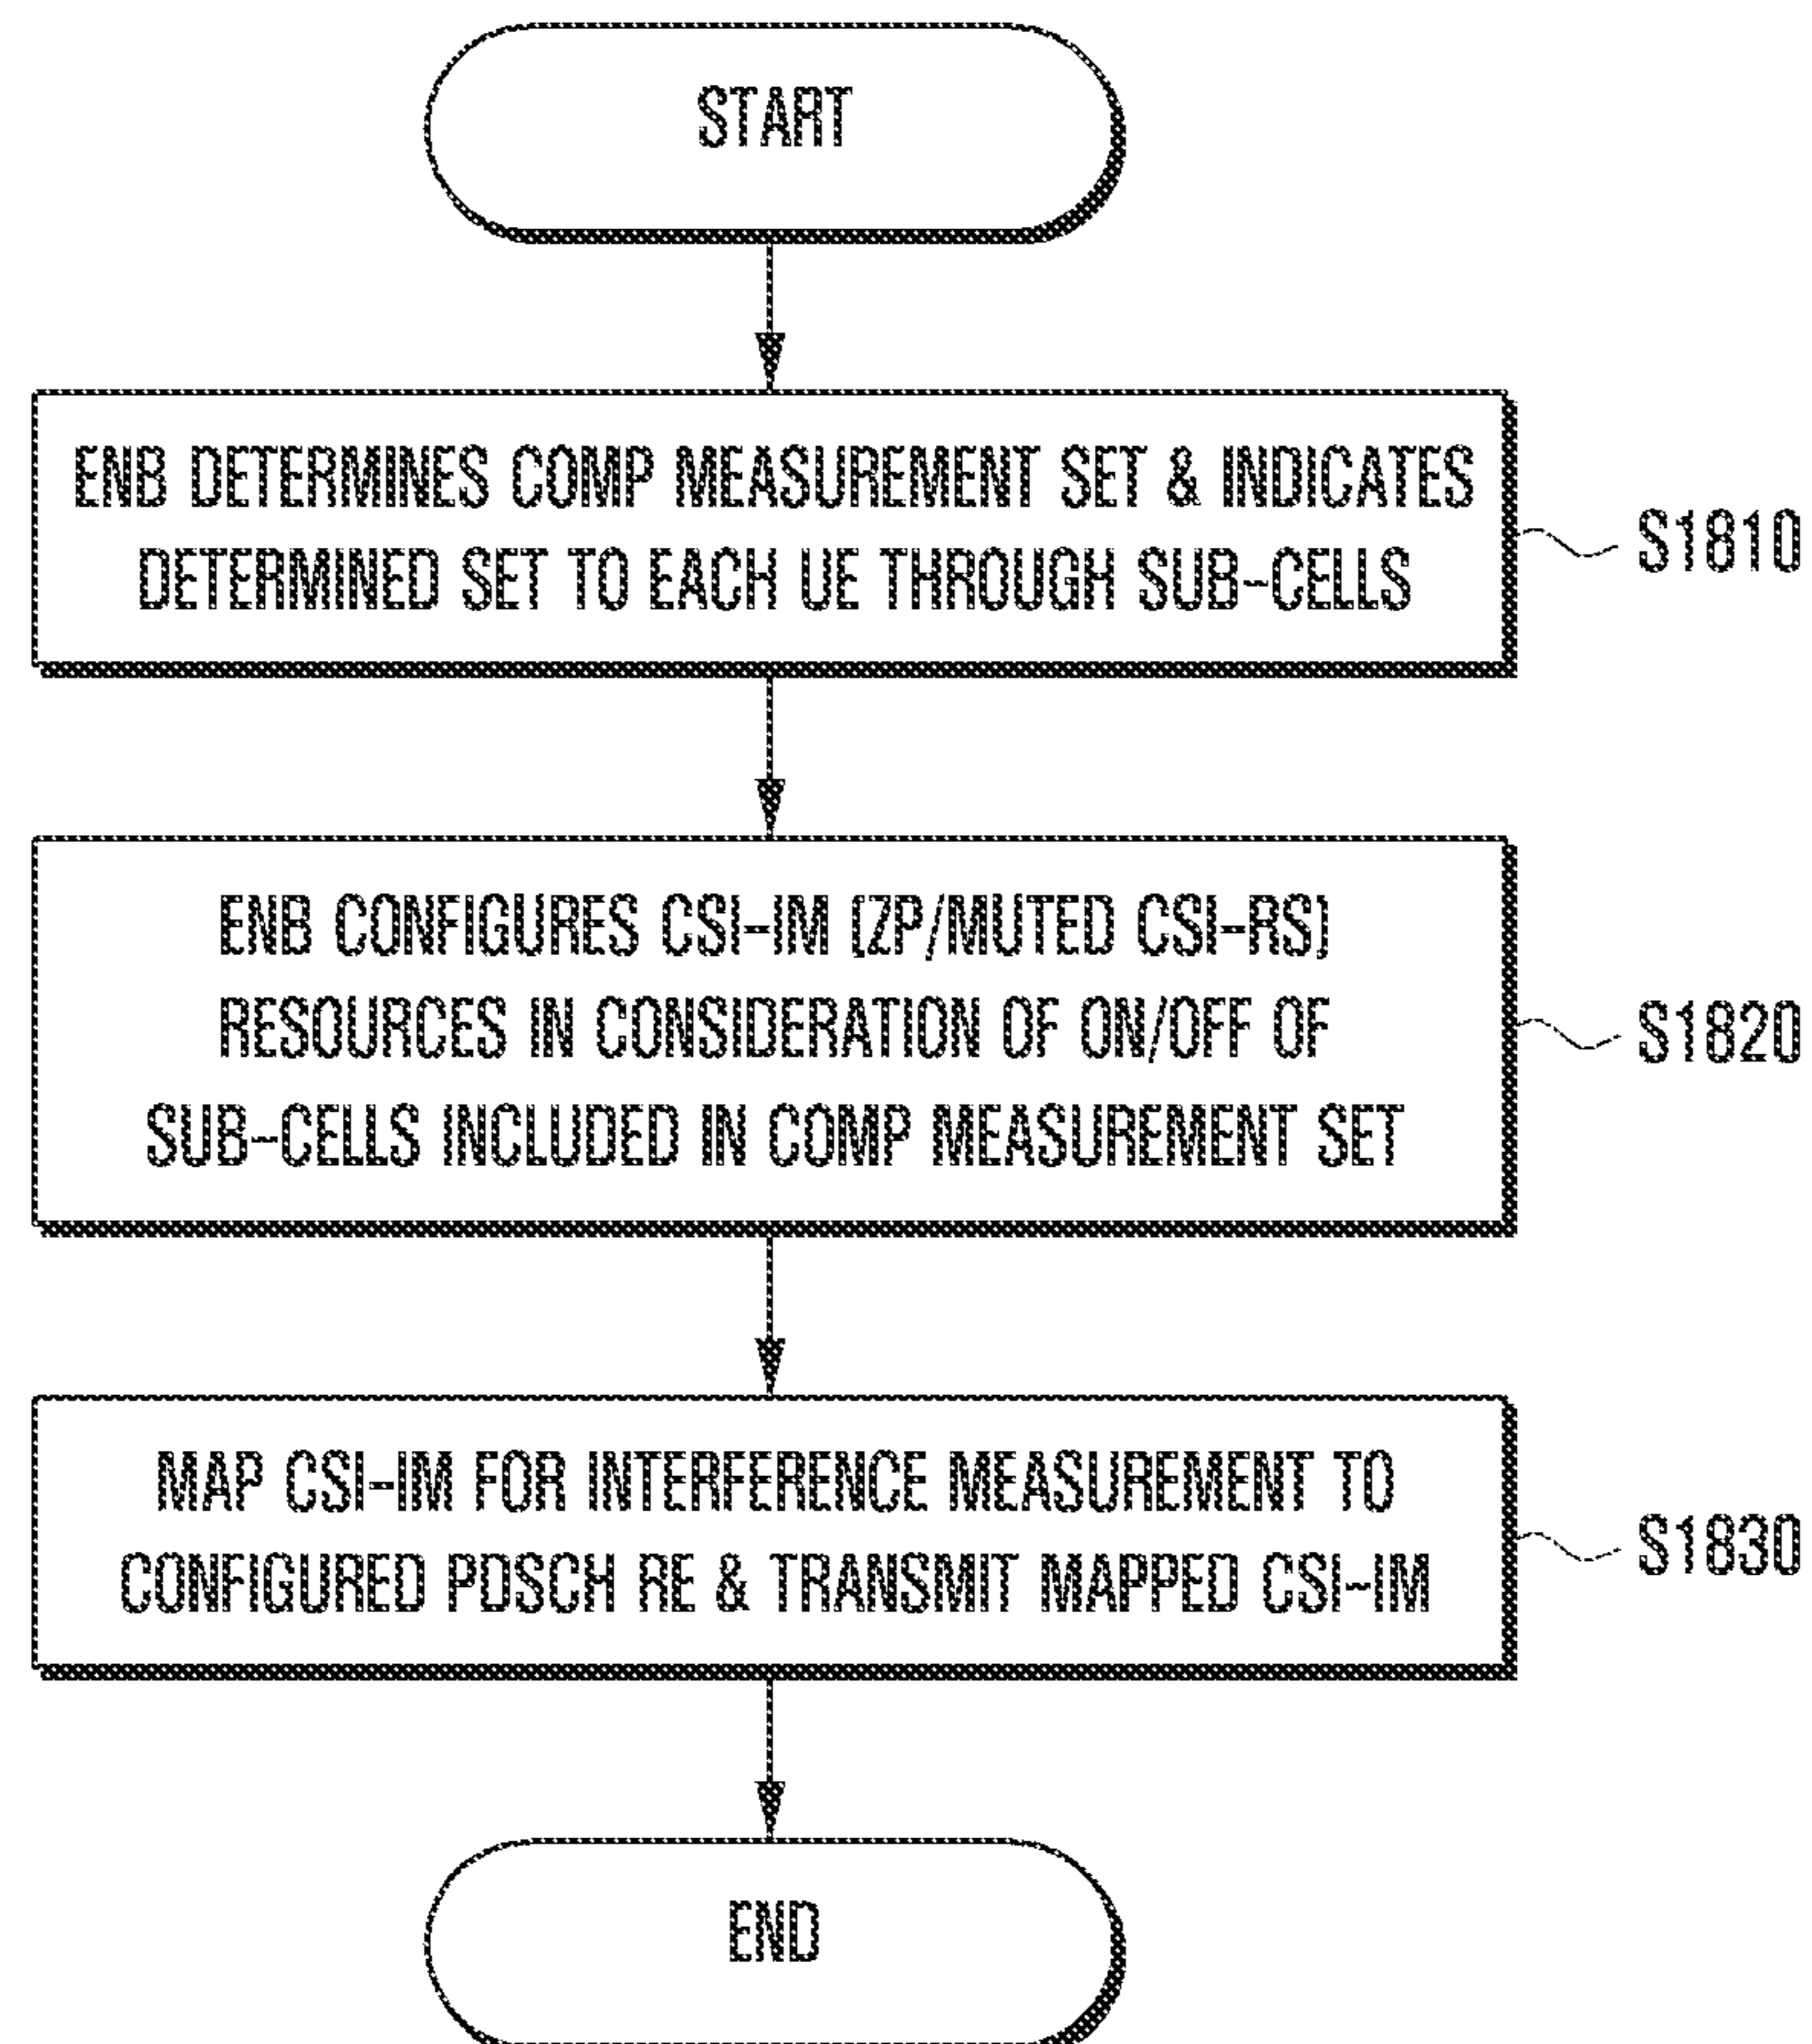 START
ENB DETERMINES COMP MEASUREMENT SET & INDICATES
DETERMINED SET TO EACH UE THROUGH SUB-CELLS
S1810
ENB CONFIGURES CSI-IM (ZP/MUTED CSI-RS)
RESOURCES IN CONSIDERATION OF ON/OFF OF
SUB-CELLS INCLUDED IN COMP MEASUREMENT SET
S1820
MAP CSI-IM FOR INTERFERENCE MEASUREMENT TO
CONFIGURED PDSCH RE & TRANSMIT MAPPED CSI-IM
S1830
END